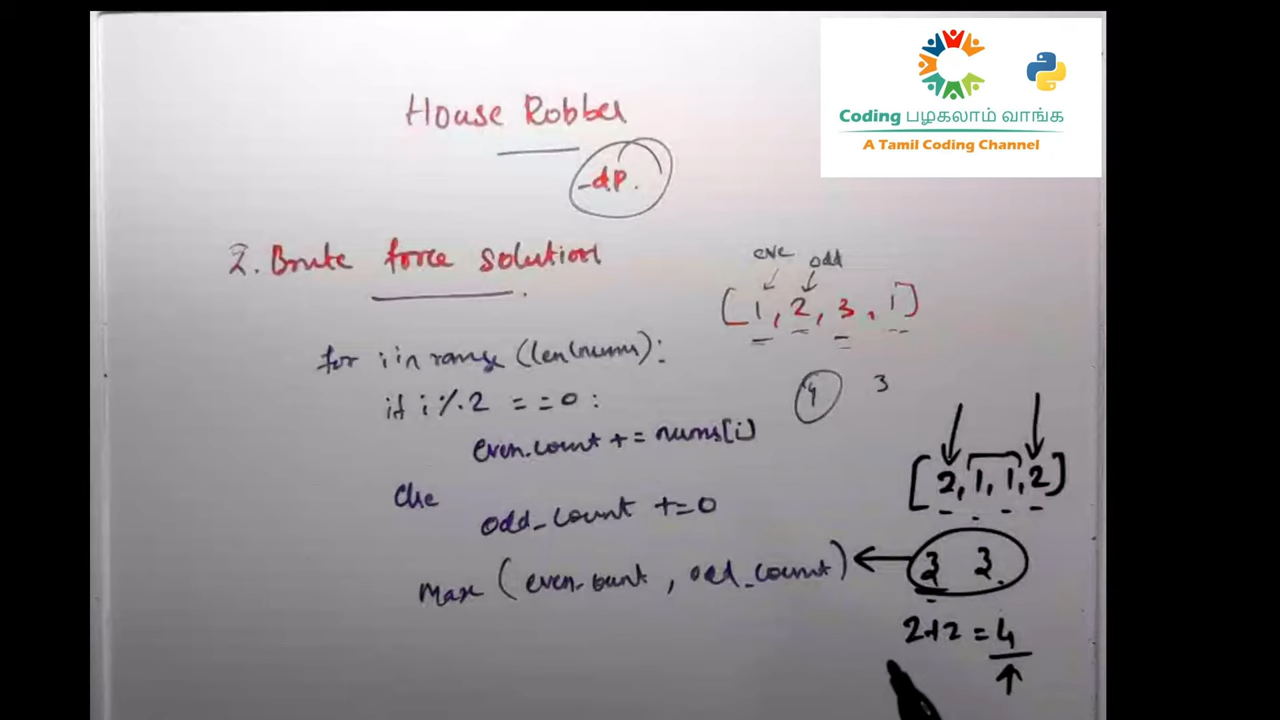 House Robber
-dp.
2. Brute force solution
for i in range (len(nums):
if i % 2 == 0:
even_count += nums[i]
else
odd_count += 0
max (even_count, odd_count)
eve odd
[1, 2, 3, 1]
4 3
[2, 1, 1, 2]
3 3
2+2 = 4
Coding பழகலாம் வாங்க
A Tamil Coding Channel